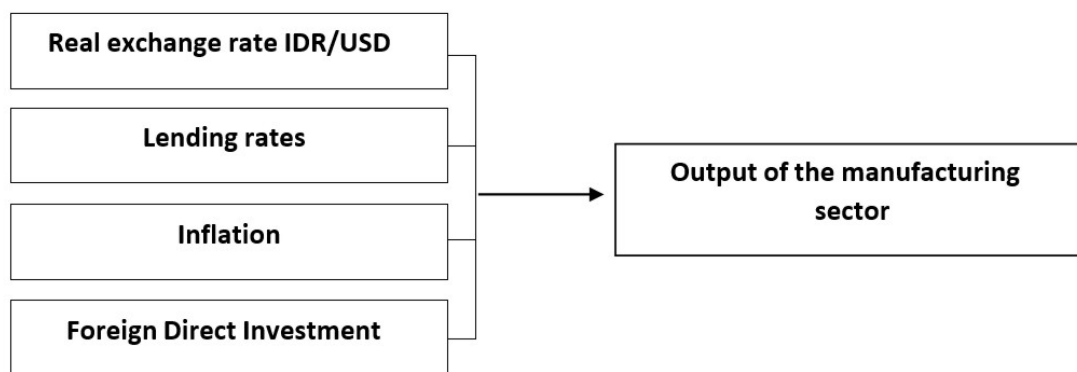 Real exchange rate IDR/USD
Lending rates
Inflation
Foreign Direct Investment
Output of the manufacturing
sector